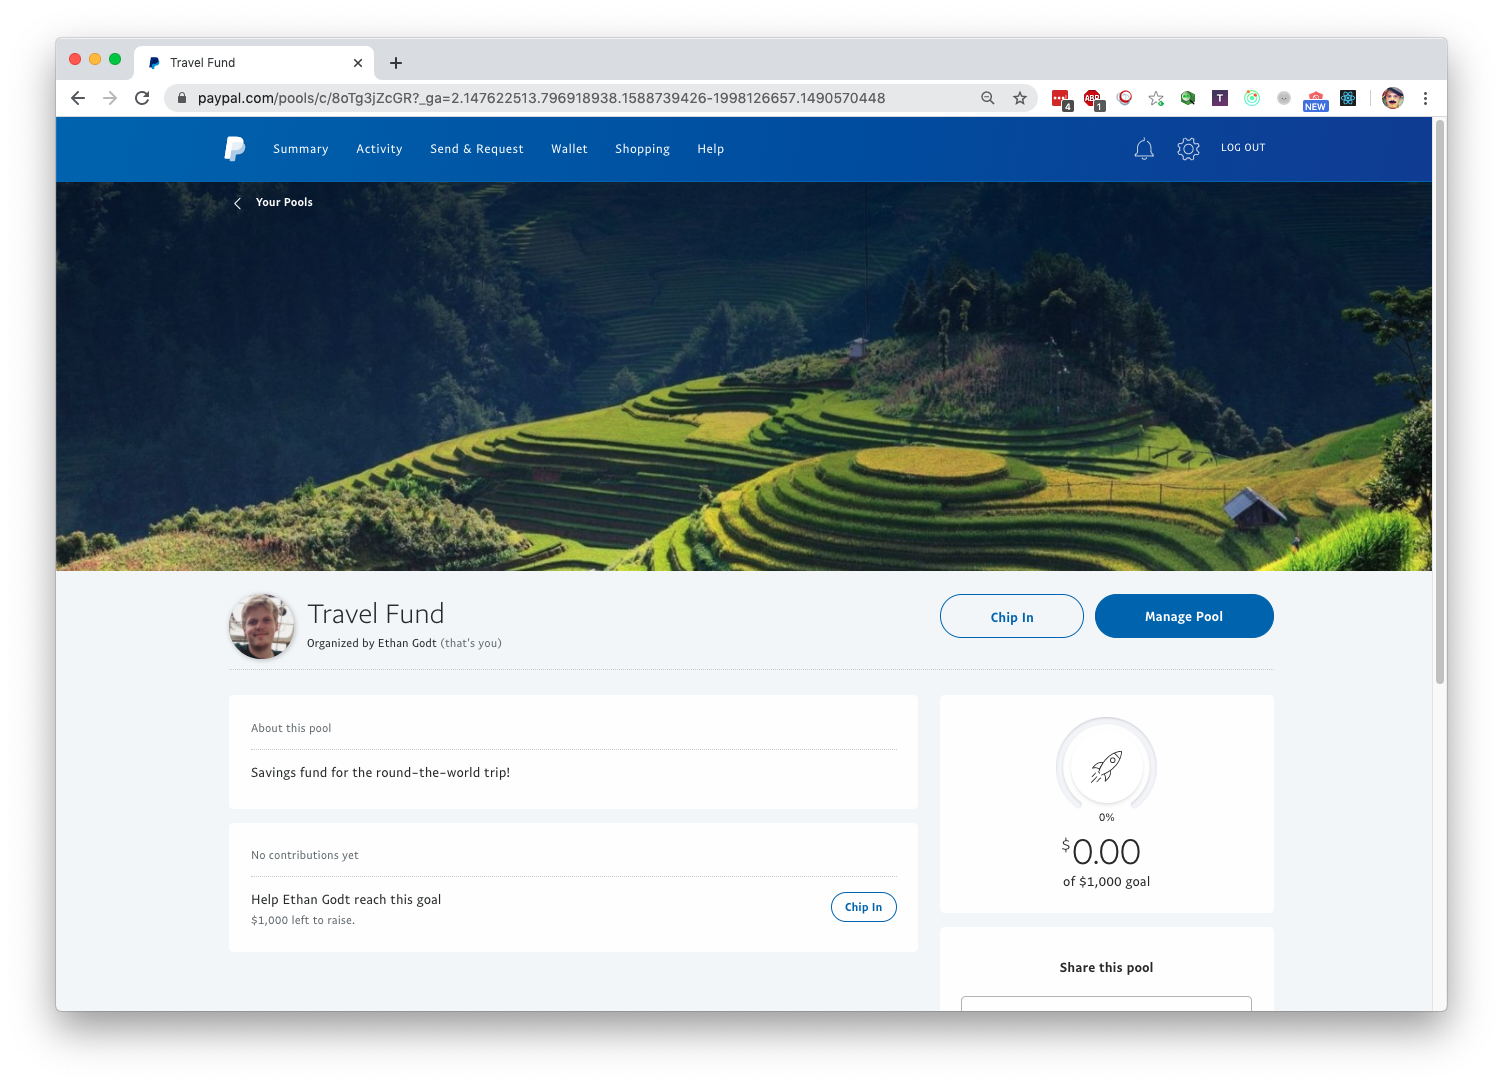 Travel Fund
paypal.com/pools/c/8oTg3jZcGR?_ga=2.147622513.796918938.1588739426-1998126657.1490570448
4
ABP
1
T
NEW
Summary
Activity
Send & Request
Wallet
Shopping
Help
LOG OUT
Your Pools
Travel Fund
Organized by Ethan Godt (that's you)
Chip In
Manage Pool
About this pool
Savings fund for the round-the-world trip!
No contributions yet
Help Ethan Godt reach this goal
$1,000 left to raise.
Chip In
0%
$0.00
of $1,000 goal
Share this pool